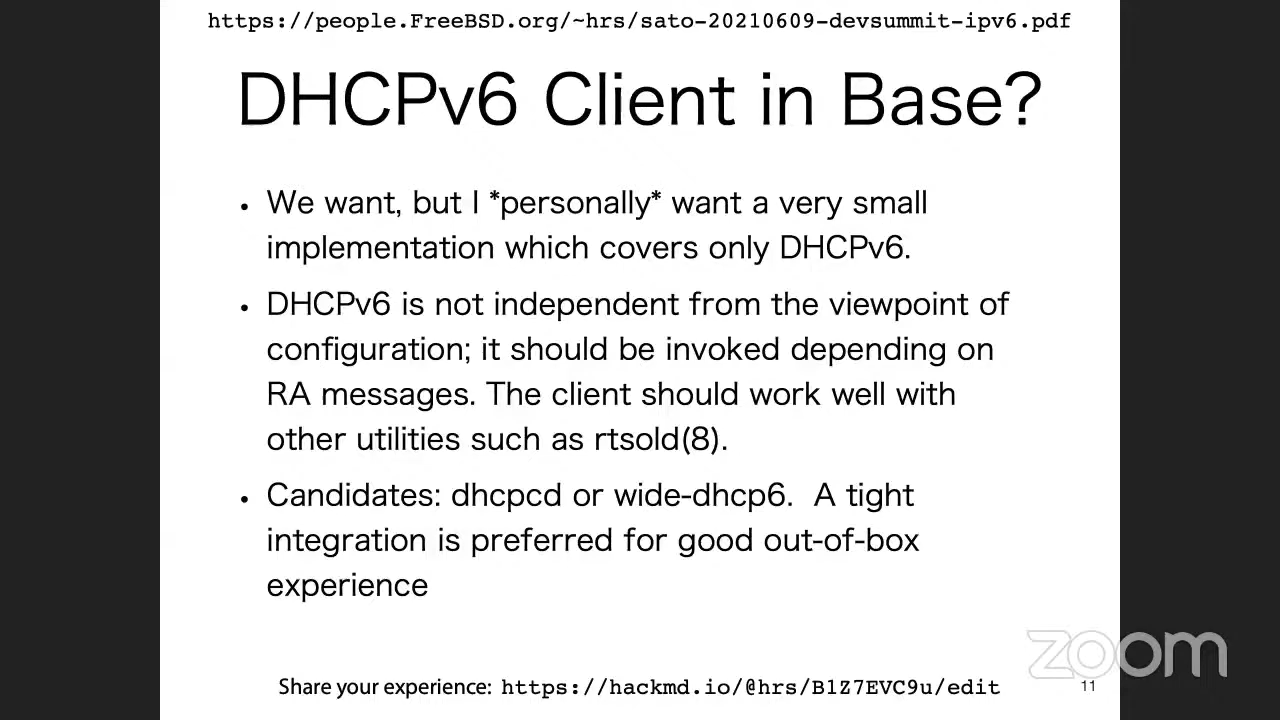 https://people.FreeBSD.org/~hrs/sato-20210609-devsummit-ipv6.pdf
DHCPv6 Client in Base?
• We want, but I *personally* want a very small
implementation which covers only DHCPv6.
• DHCPv6 is not independent from the viewpoint of
configuration; it should be invoked depending on
RA messages. The client should work well with
other utilities such as rtsold(8).
• Candidates: dhcpcd or wide-dhcp6.  A tight
integration is preferred for good out-of-box
experience
zoom
Share your experience: https://hackmd.io/@hrs/B1Z7EVC9u/edit
11